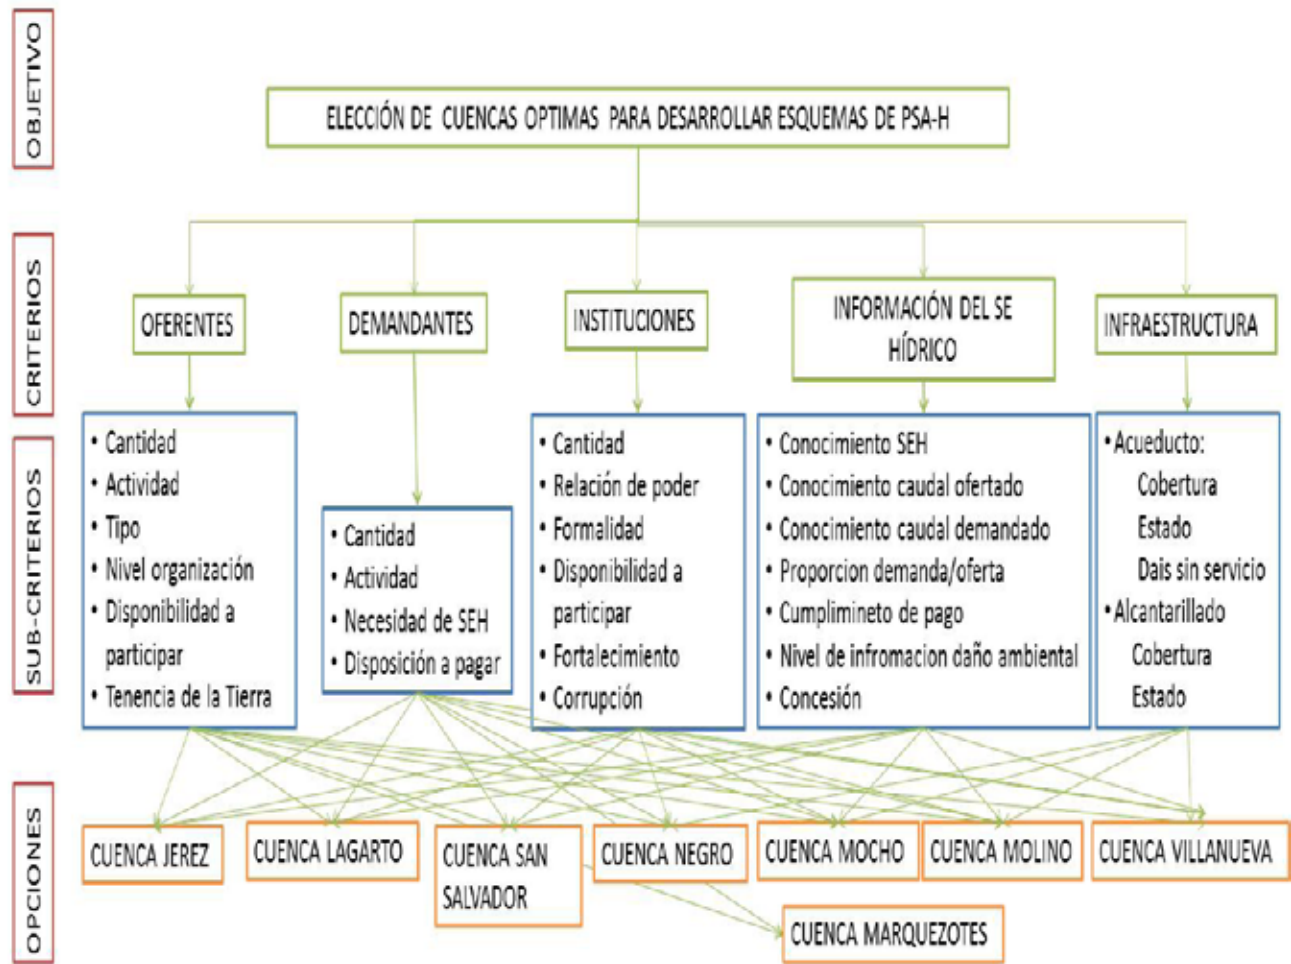 OBJETIVO
ELECCIÓN DE CUENCAS OPTIMAS PARA DESARROLLAR ESQUEMAS DE PSA-H
CRITERIOS
OFERENTES
DEMANDANTES
INSTITUCIONES
INFORMACIÓN DEL SE
HÍDRICO
INFRAESTRUCTURA
SUB-CRITERIOS
• Cantidad
• Actividad
• Tipo
• Nivel organización
• Disponibilidad a
participar
• Tenencia de la Tierra
• Cantidad
• Actividad
• Necesidad de SEH
• Disposición a pagar
• Cantidad
• Relación de poder
• Formalidad
• Disponibilidad a
participar
• Fortalecimiento
• Corrupción
• Conocimiento SEH
• Conocimiento caudal ofertado
• Conocimiento caudal demandado
• Proporcion demanda/oferta
• Cumplimineto de pago
• Nivel de infromacion daño ambiental
• Concesión
• Acueducto:
Cobertura
Estado
Dais sin servicio
• Alcantarillado
Cobertura
Estado
OPCIONES
CUENCA JEREZ
CUENCA LAGARTO
CUENCA SAN
SALVADOR
CUENCA NEGRO
CUENCA MOCHO
CUENCA MOLINO
CUENCA VILLANUEVA
CUENCA MARQUEZOTES